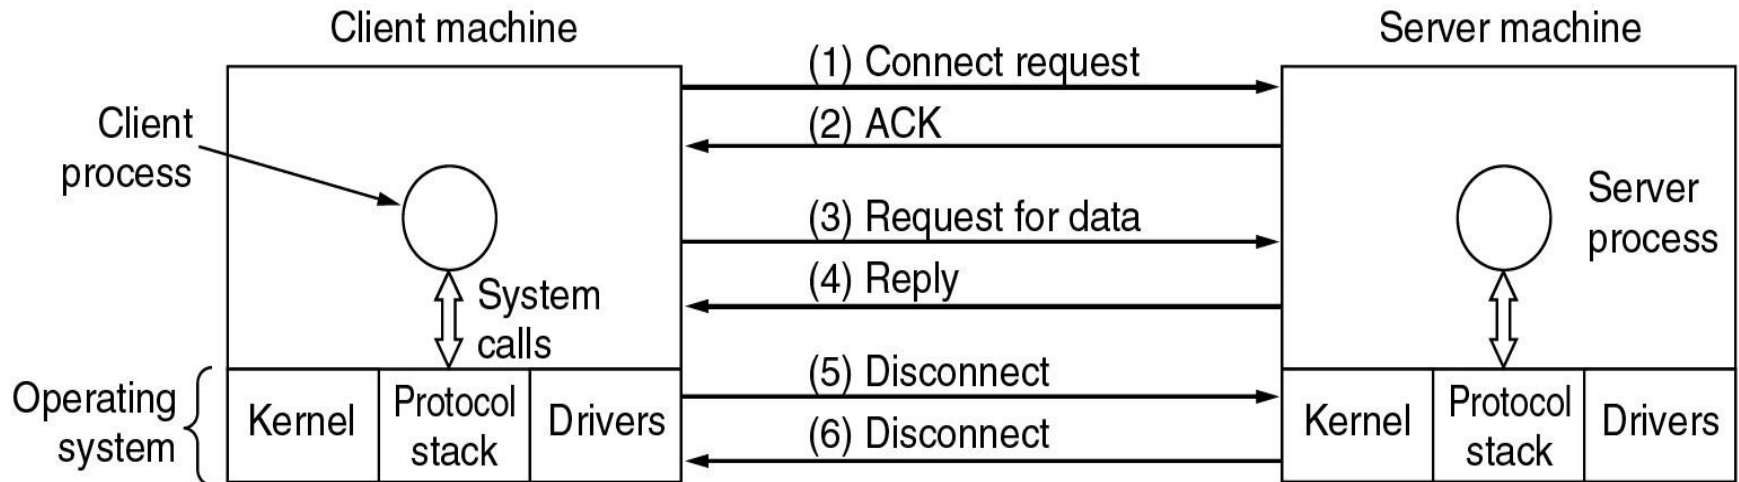 Client machine
Server machine
(1) Connect request
(2) ACK
Client
process
(3) Request for data
Server
process
(4) Reply
System
calls
(5) Disconnect
Operating
system
Kernel
Protocol
stack
Drivers
(6) Disconnect
Kernel
Protocol
stack
Drivers